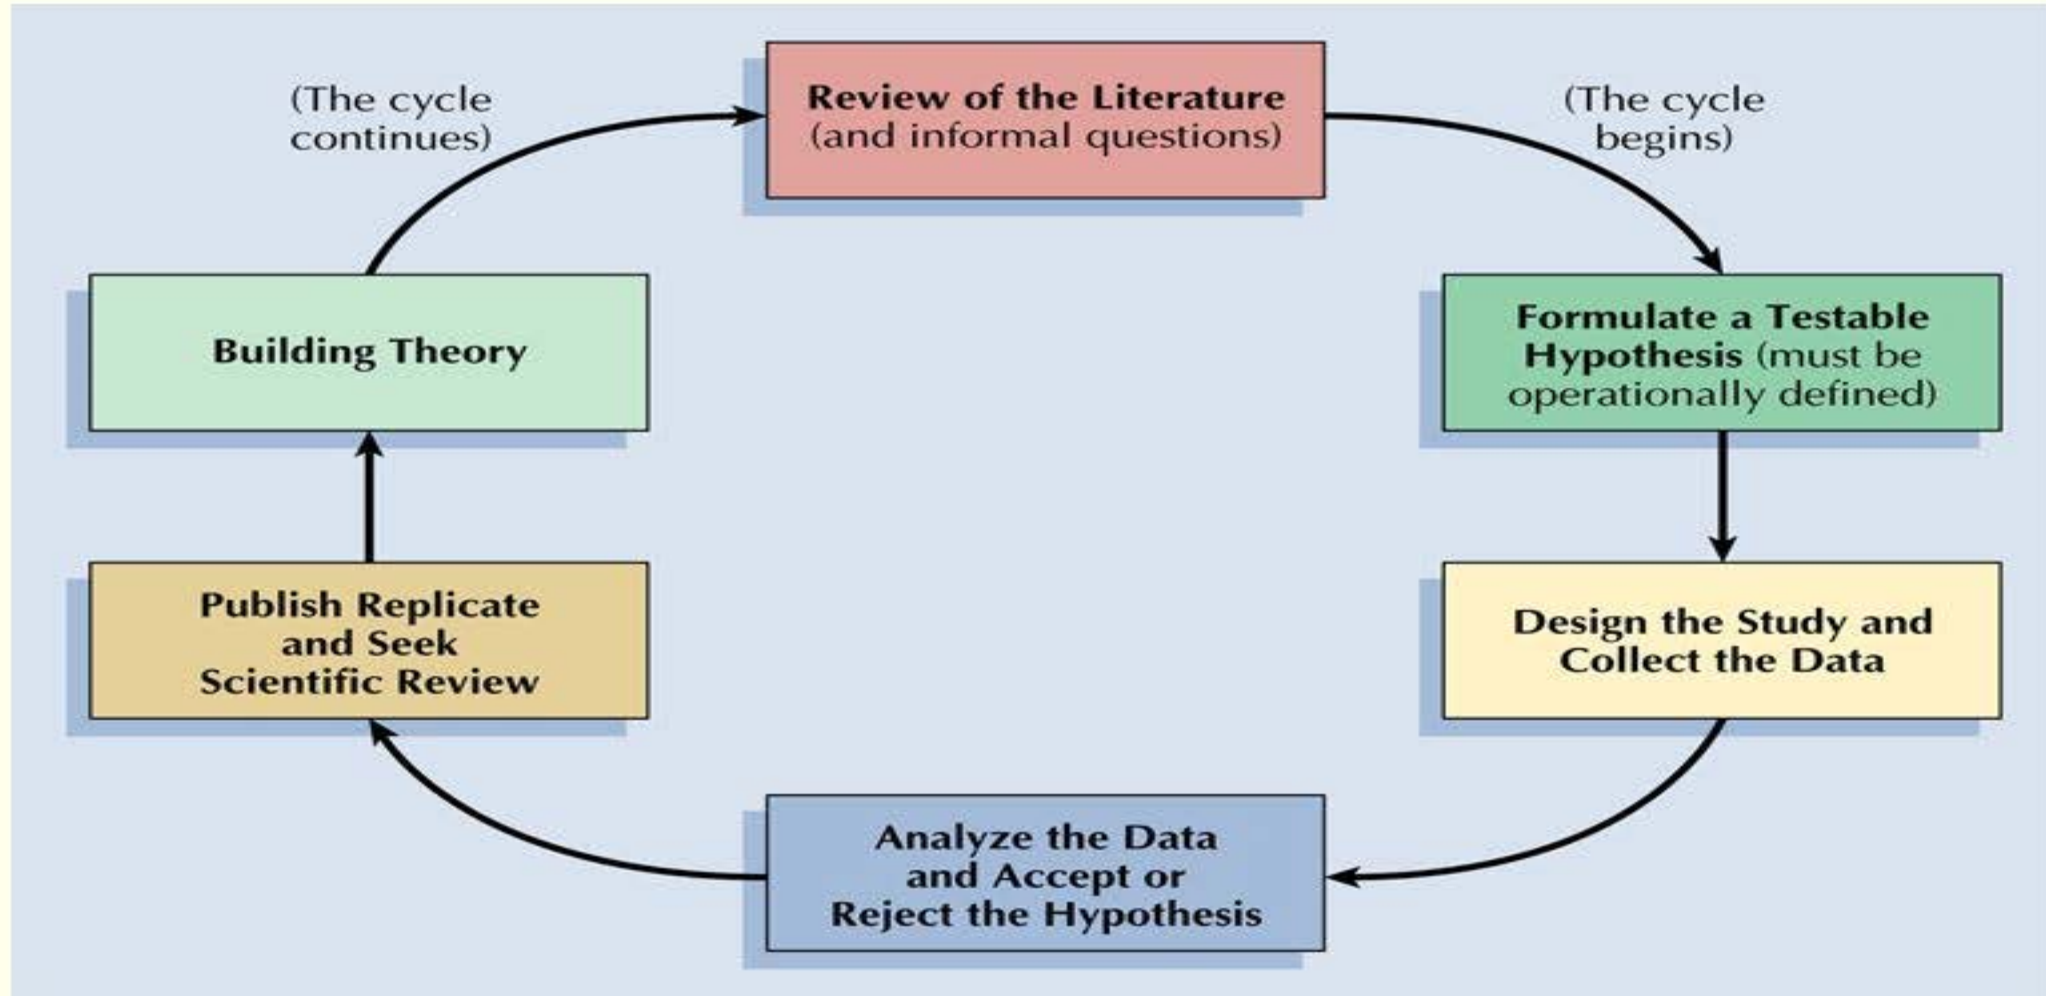 Review of the Literature
(and informal questions)
(The cycle
begins)
Formulate a Testable
Hypothesis (must be
operationally defined)
Design the Study and
Collect the Data
Analyze the Data
and Accept or
Reject the Hypothesis
Publish Replicate
and Seek
Scientific Review
Building Theory
(The cycle
continues)